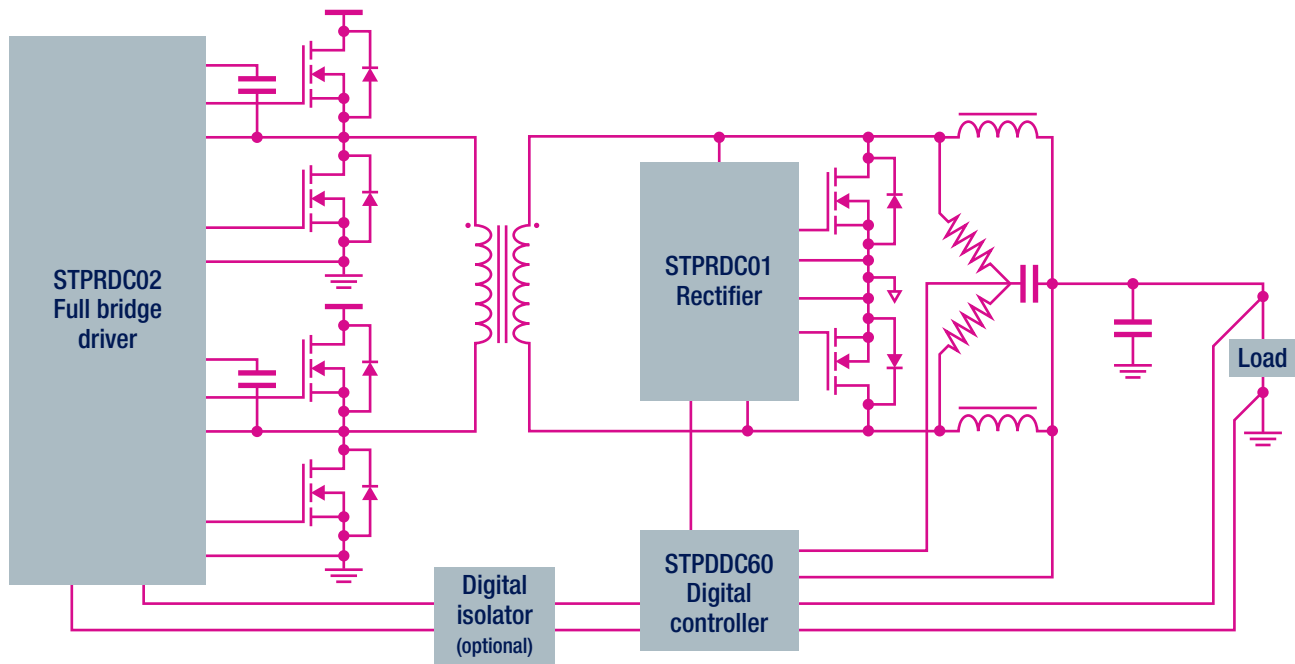 STPRDC02
Full bridge
driver
STPRDC01
Rectifier
Load
STPDDC60
Digital
controller
Digital
isolator
(optional)